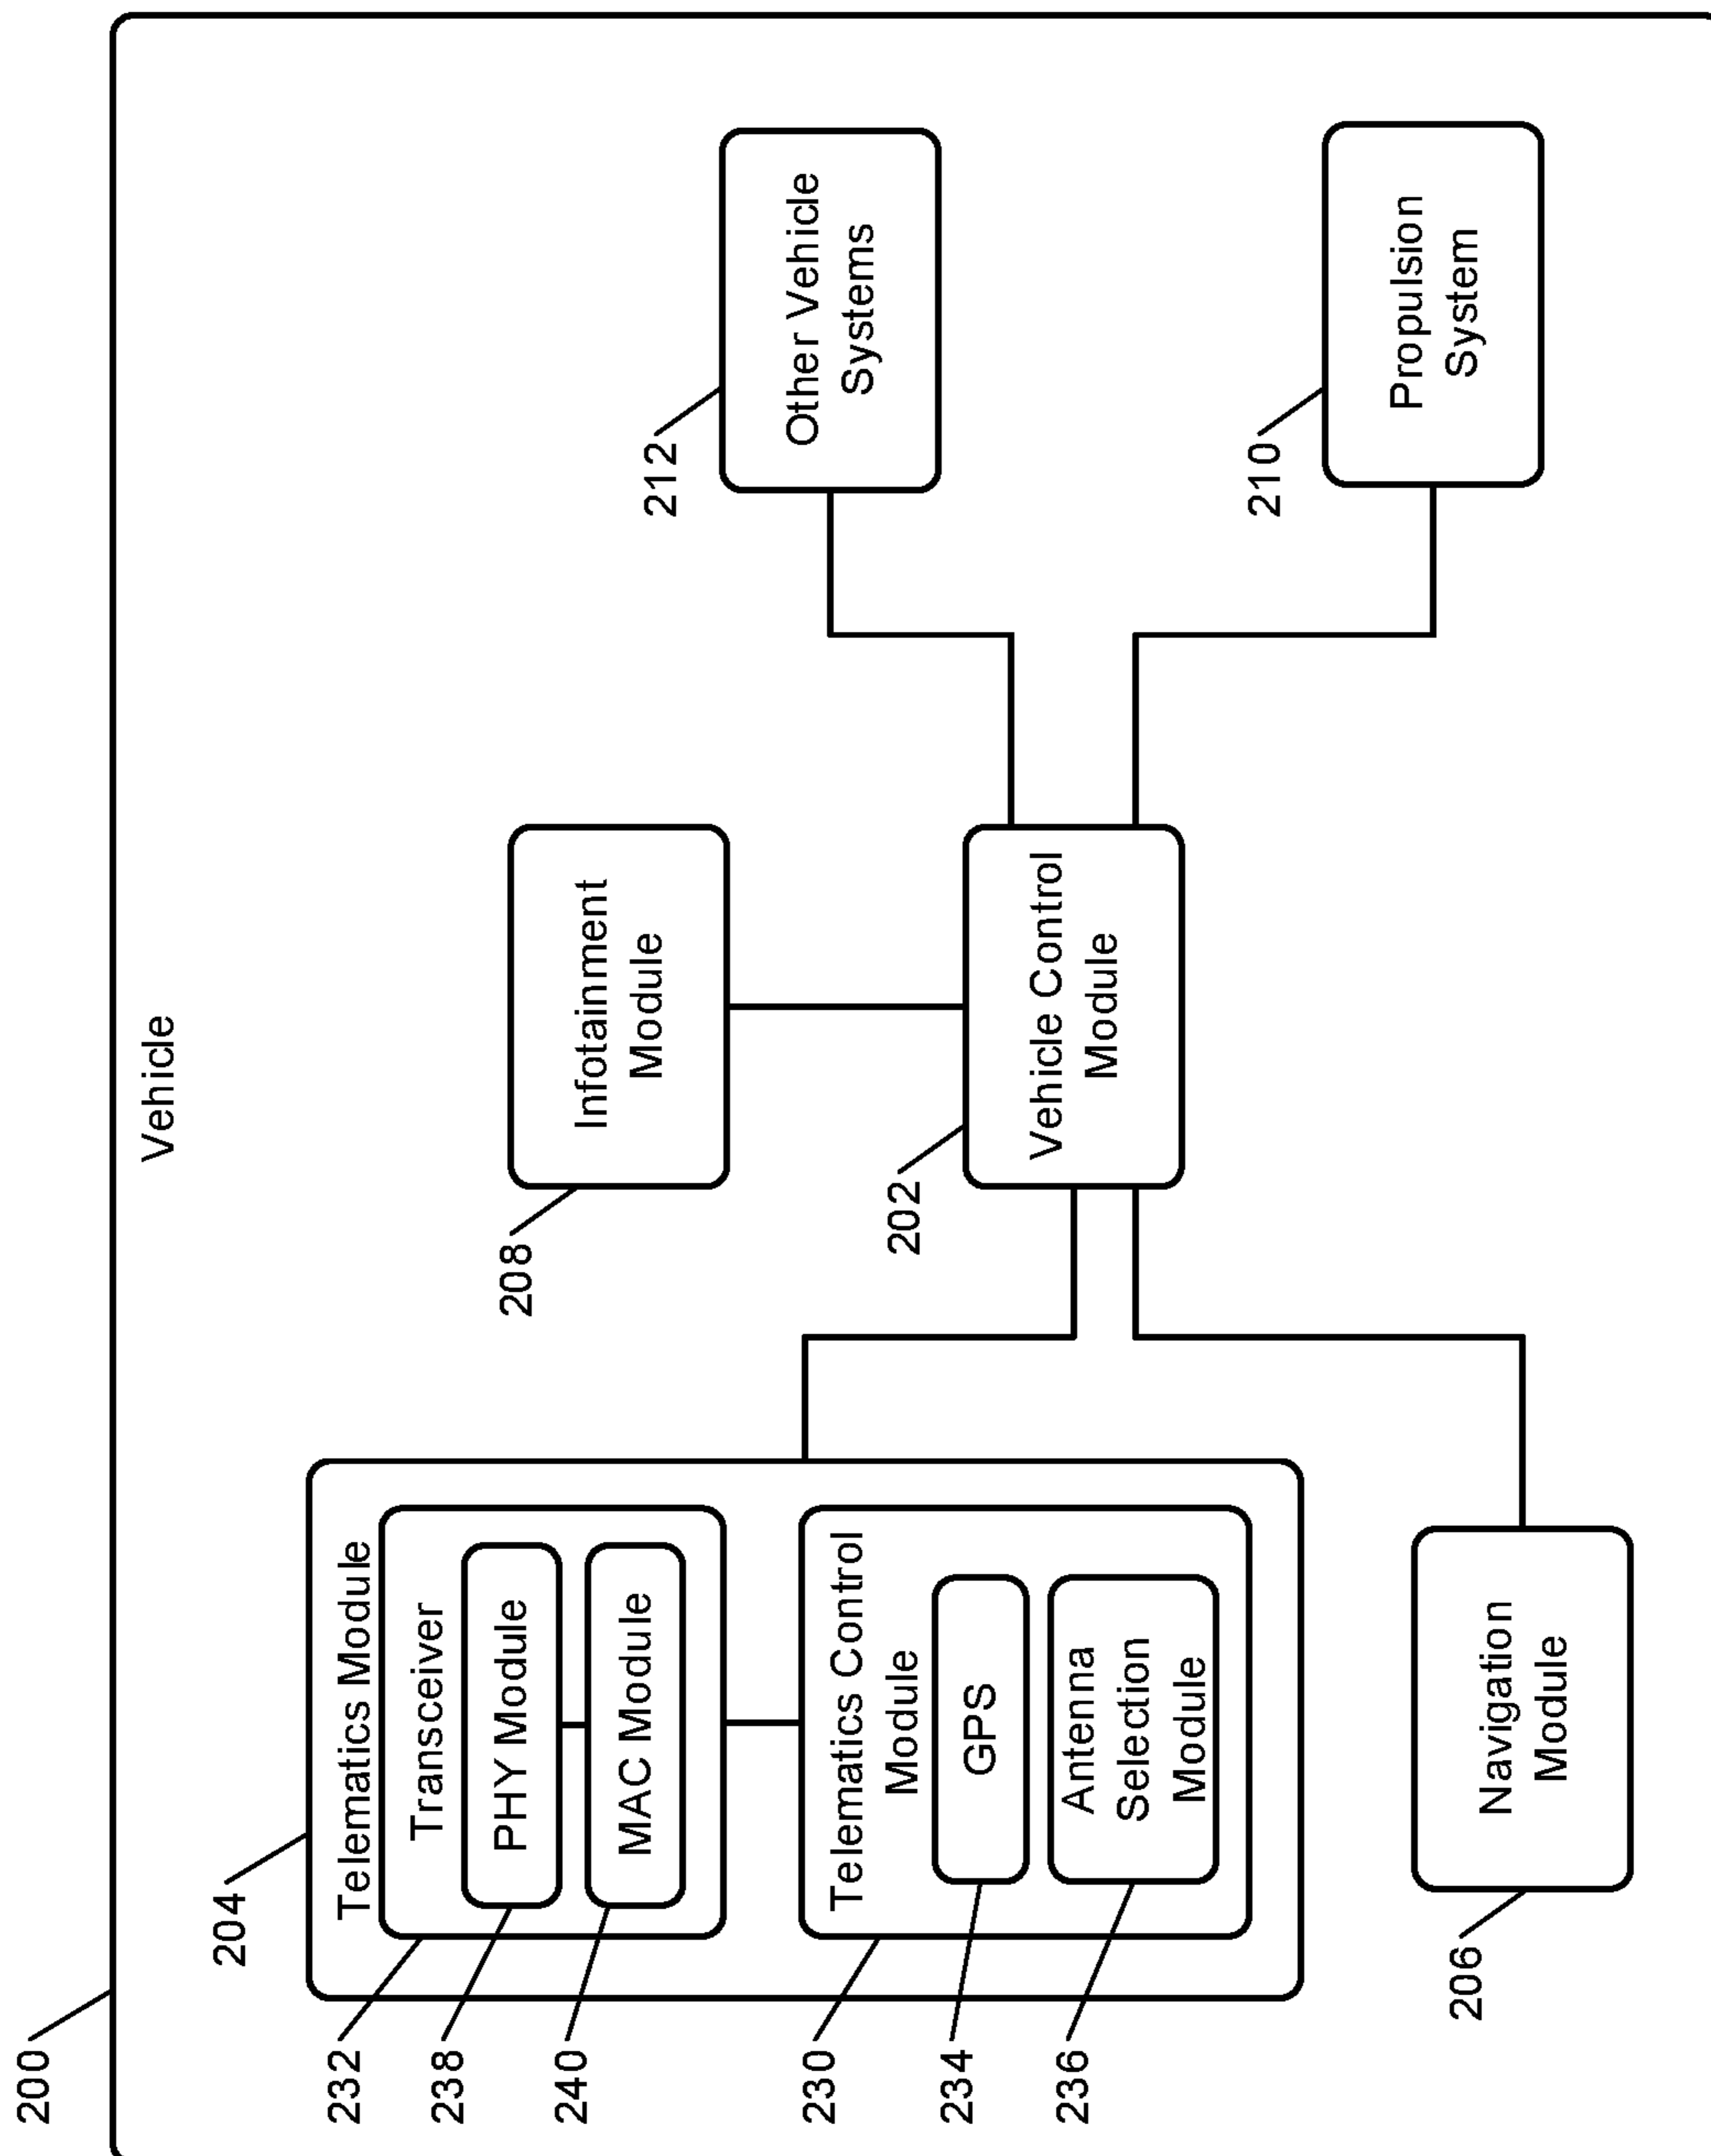 200
Vehicle
204
Telematics Module
232
Transceiver
238
PHY Module
240
MAC Module
230
Telematics Control
Module
234
GPS
236
Antenna
Selection
Module
206
Navigation
Module
208
Infotainment
Module
202
Vehicle Control
Module
212
Other Vehicle
Systems
210
Propulsion
System